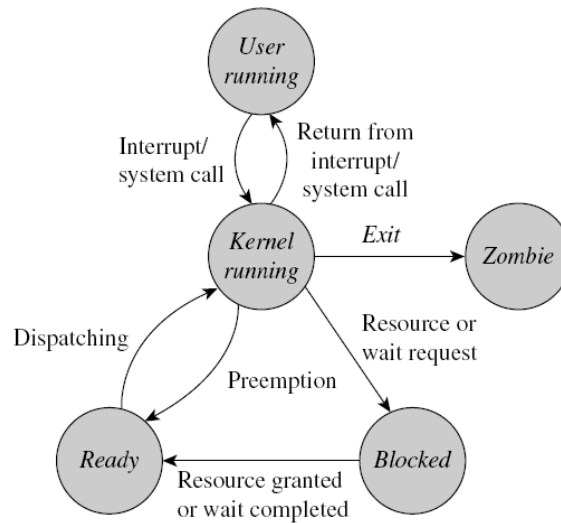 User
running
Interrupt/
system call
Return from
interrupt/
system call
Kernel
running
Exit
Zombie
Dispatching
Resource or
wait request
Preemption
Ready
Blocked
Resource granted
or wait completed